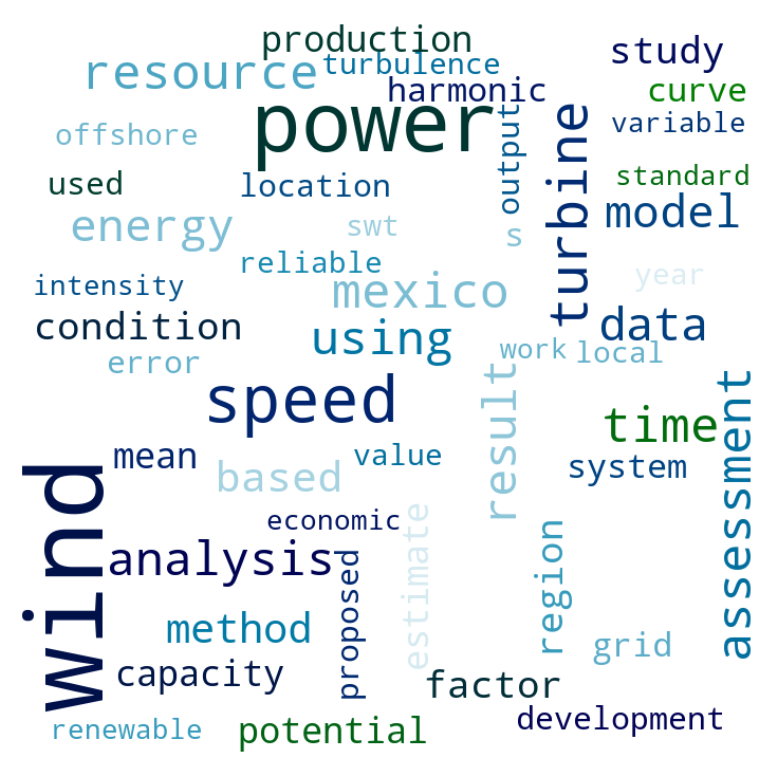 production
resource
turbulence
study
harmonic
curve
power
offshore
output
turbine
variable
used
location
standard
energy
swt
s
model
reliable
intensity
mexico
year
condition
using
data
error
work
local
speed
result
time
assessment
mean
based
value
system
wind
economic
analysis
proposed
estimate
region
method
grid
capacity
factor
renewable
potential
development